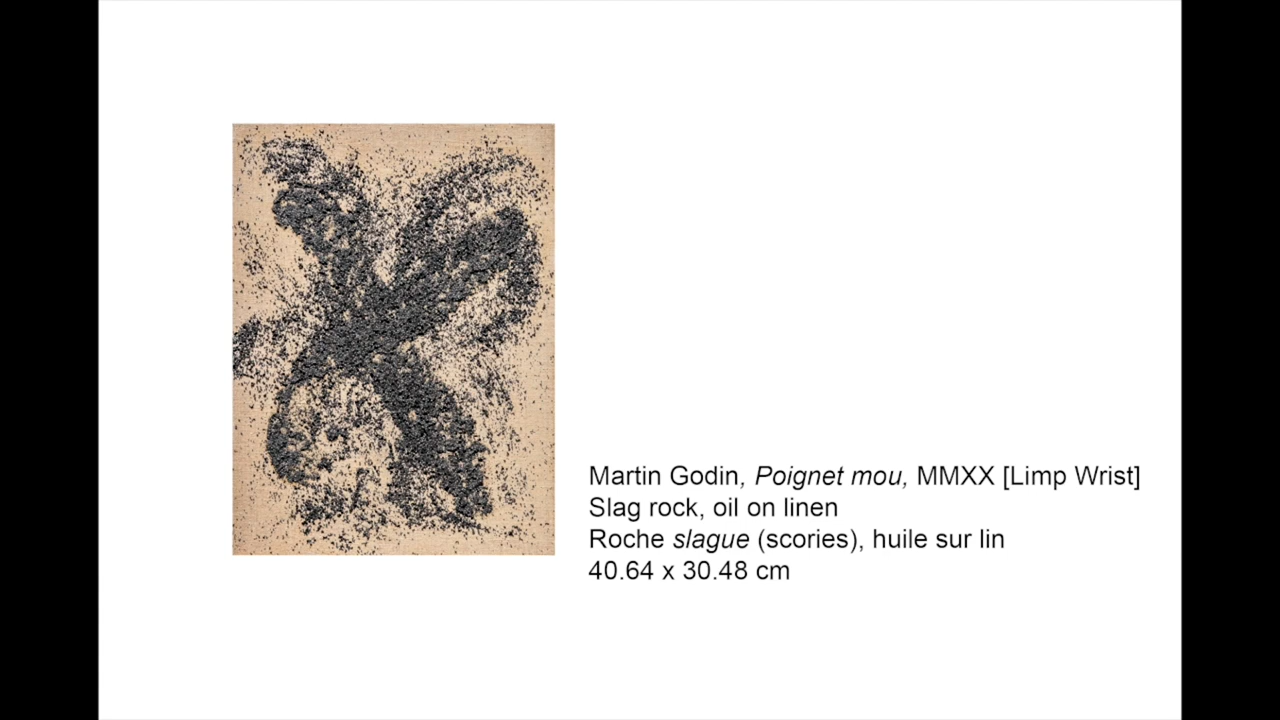 Martin Godin, Poignet mou, MMXX [Limp Wrist]
Slag rock, oil on linen
Roche slague (scories), huile sur lin
40.64 x 30.48 cm